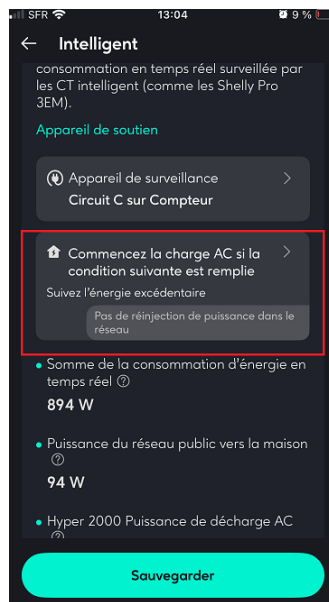 SFR 13:04 9 %
← Intelligent
consommation en temps réel surveillée par
les CT intelligent (comme les Shelly Pro
3EM).
Appareil de soutien
Appareil de surveillance
Circuit C sur Compteur
Commencez la charge AC si la
condition suivante est remplie
Suivez l'énergie excédentaire
Pas de réinjection de puissance dans le
réseau
• Somme de la consommation d'énergie en
temps réel ?
894 W
• Puissance du réseau public vers la maison
?
94 W
• Hyper 2000 Puissance de décharge AC
?
Sauvegarder